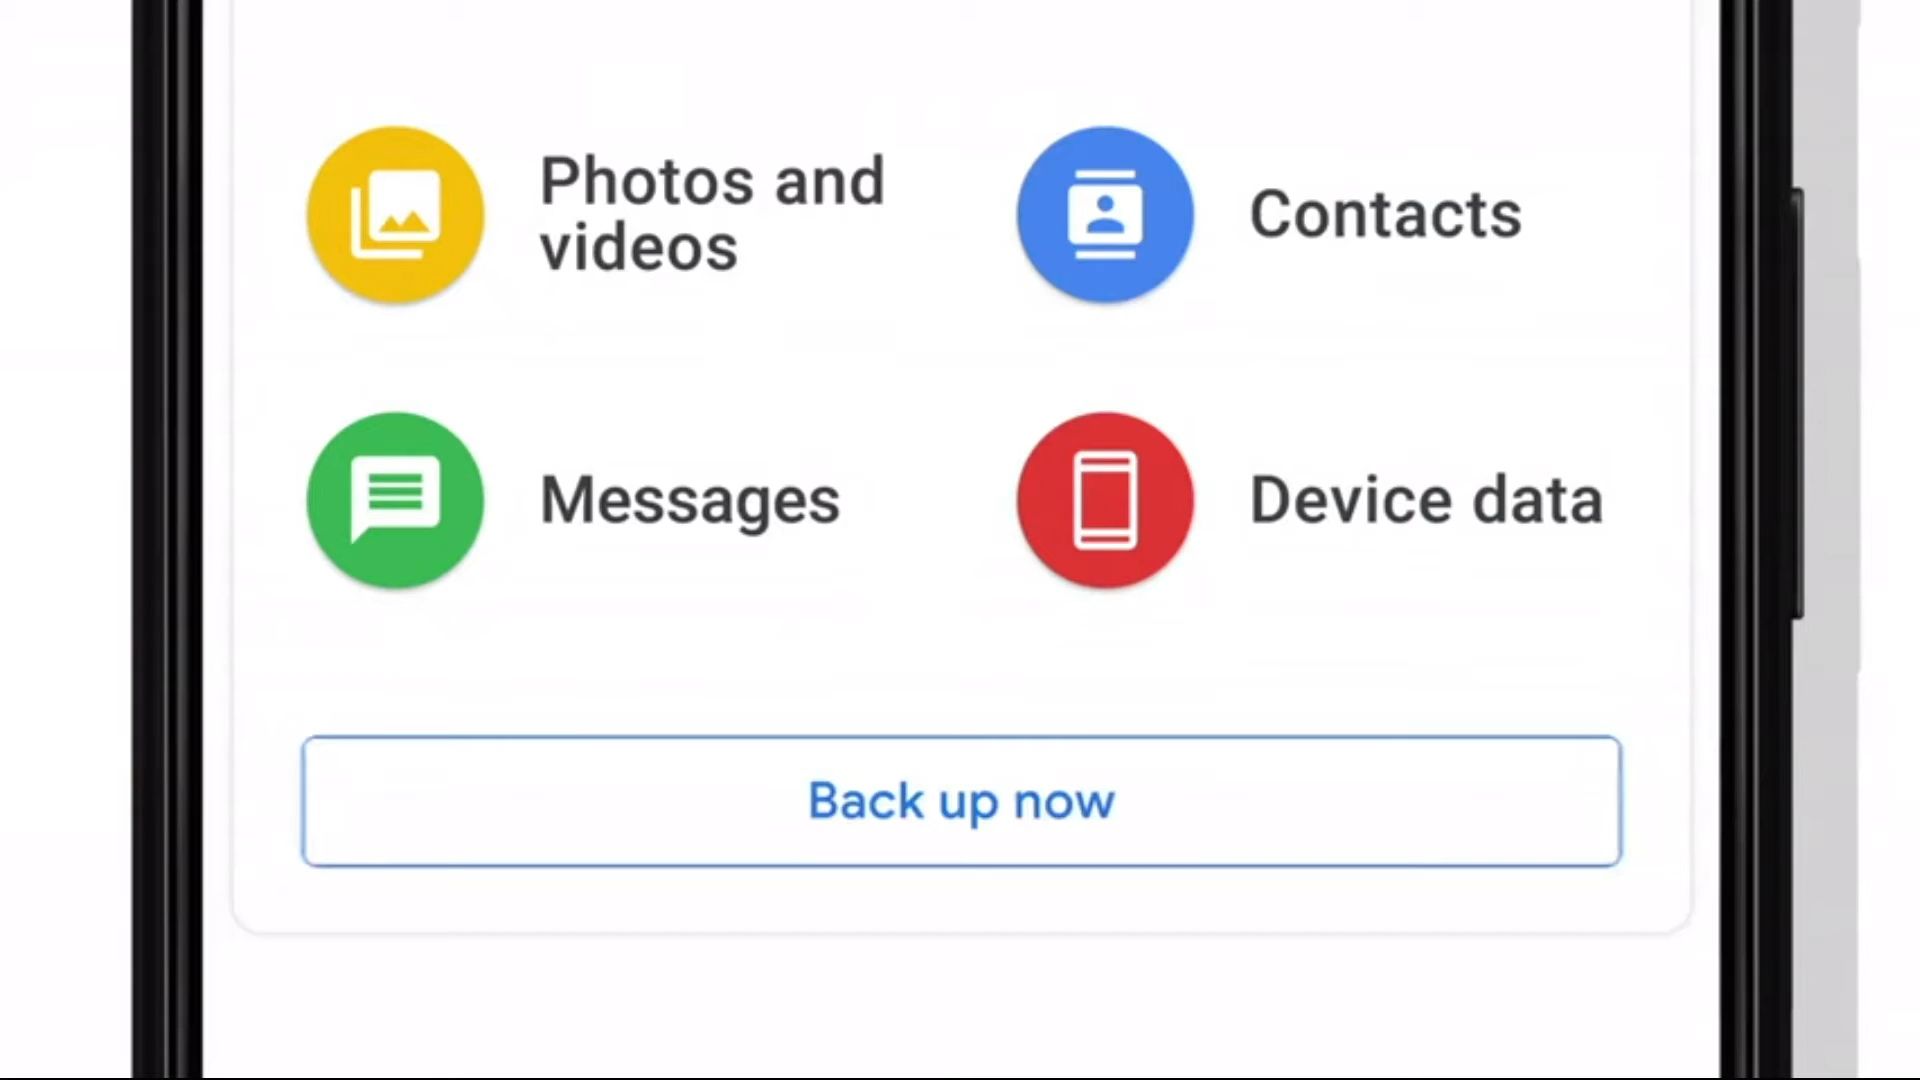 Photos and
videos
Contacts
Messages
Device data
Back up now